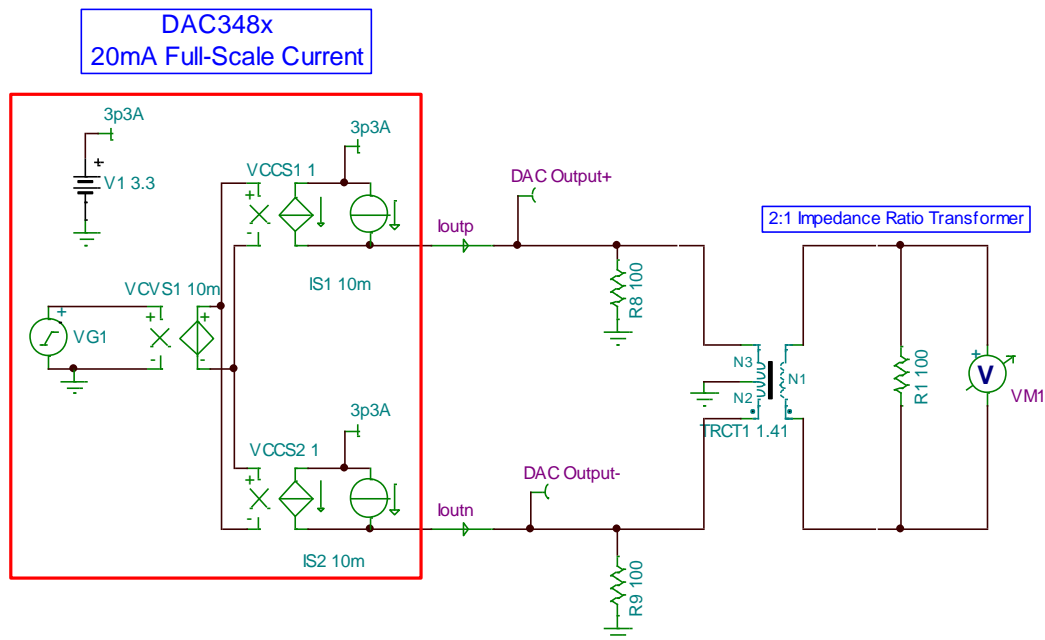 DAC348x
20mA Full-Scale Current
3p3A
+
V1 3.3
3p3A
VCCS1 1
+
-
IS1 10m
Ioutp
DAC Output+
2:1 Impedance Ratio Transformer
VCVS1 10m
+
VG1
+
-
+
-
R8 100
N3
N2
N1
TRCT1 1.41
R1 100
+
V
VM1
3p3A
VCCS2 1
+
-
IS2 10m
Ioutn
DAC Output-
R9 100